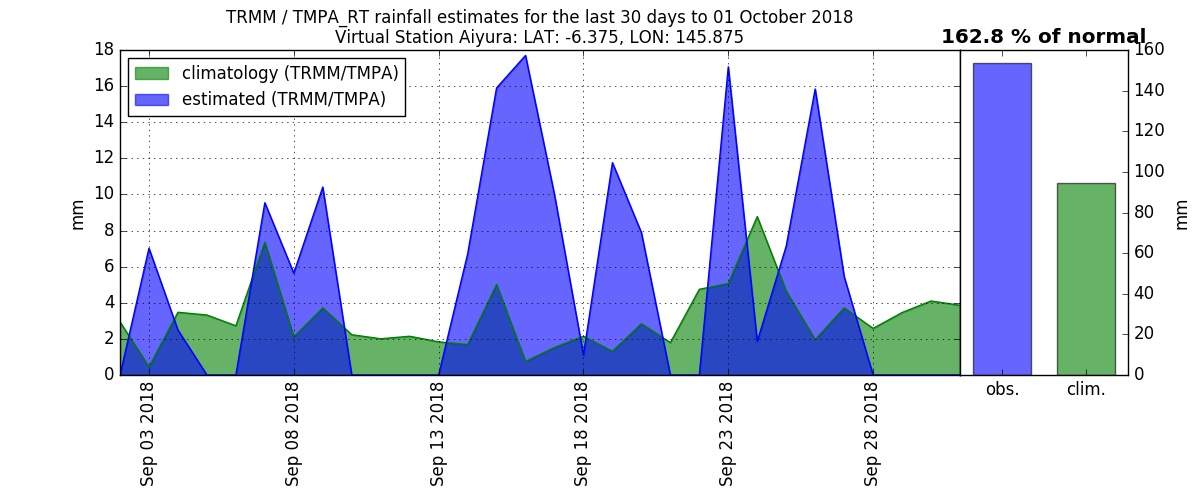 TRMM / TMPA_RT rainfall estimates for the last 30 days to 01 October 2018
Virtual Station Aiyura: LAT: -6.375, LON: 145.875
162.8 % of normal
climatology (TRMM/TMPA)
estimated (TRMM/TMPA)
mm
18
16
14
12
10
8
6
4
2
0
Sep 03 2018
Sep 08 2018
Sep 13 2018
Sep 18 2018
Sep 23 2018
Sep 28 2018
160
140
120
100
80
60
40
20
0
mm
obs.
clim.